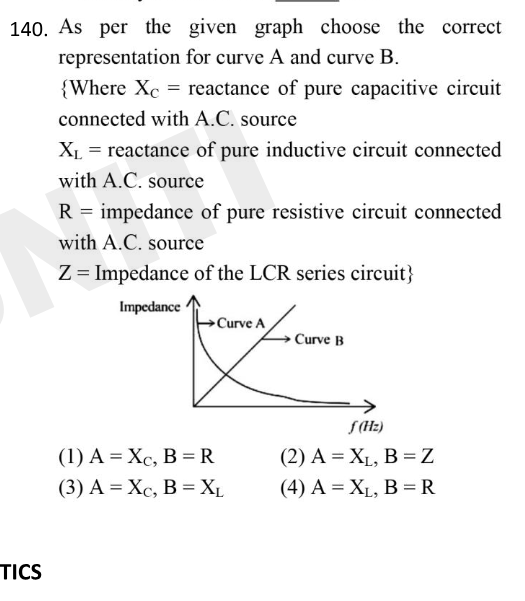 140. As per the given graph choose the correct
representation for curve A and curve B.
{Where X_C = reactance of pure capacitive circuit
connected with A.C. source
X_L = reactance of pure inductive circuit connected
with A.C. source
R = impedance of pure resistive circuit connected
with A.C. source
Z = Impedance of the LCR series circuit}
Impedance
Curve A
Curve B
f(Hz)
(1) A = X_C, B = R (2) A = X_L, B = Z
(3) A = X_C, B = X_L (4) A = X_L, B = R
TICS